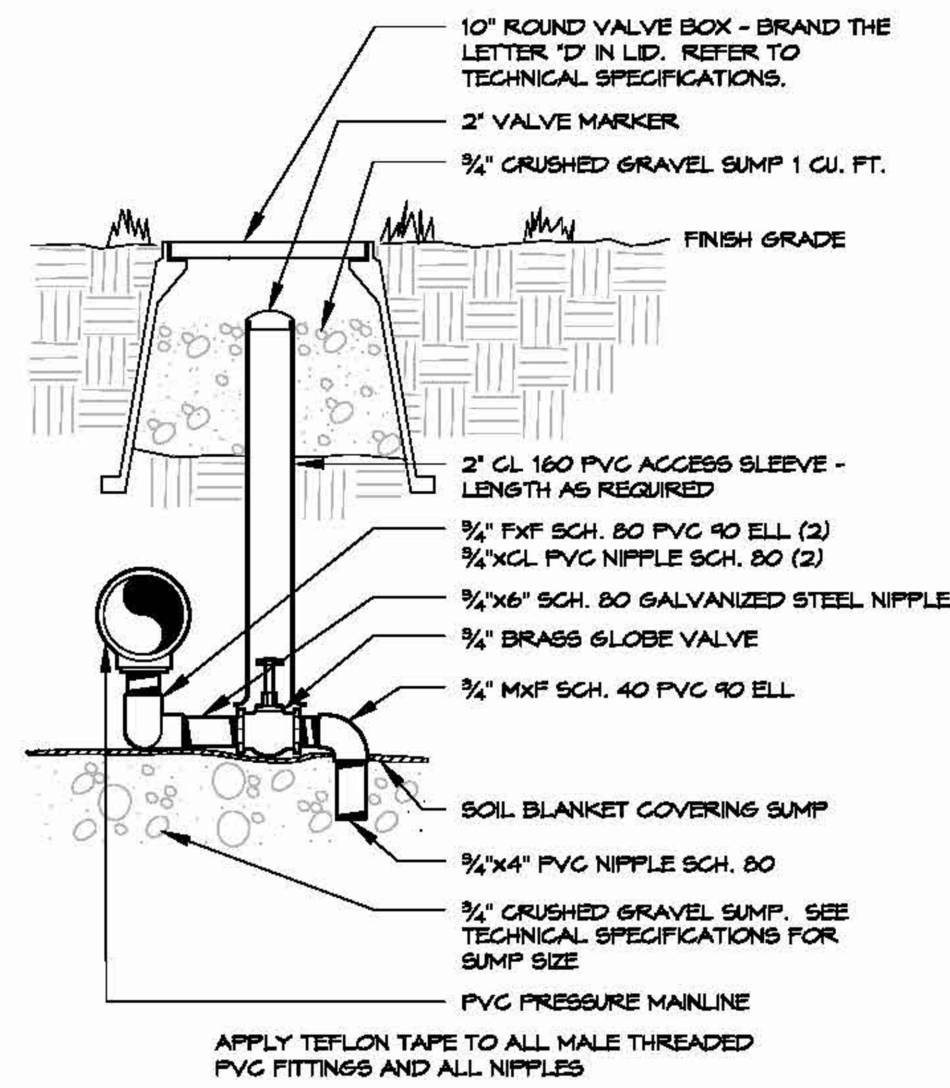 10" ROUND VALVE BOX - BRAND THE
LETTER "D" IN LID. REFER TO
TECHNICAL SPECIFICATIONS.
2" VALVE MARKER
¾" CRUSHED GRAVEL SUMP 1 CU. FT.
FINISH GRADE
2" CL 160 PVC ACCESS SLEEVE -
LENGTH AS REQUIRED
¾" FxF SCH. 80 PVC 90 ELL (2)
¾"xCL PVC NIPPLE SCH. 80 (2)
¾"x6" SCH. 80 GALVANIZED STEEL NIPPLE
¾" BRASS GLOBE VALVE
¾" MxF SCH. 40 PVC 90 ELL
SOIL BLANKET COVERING SUMP
¾"x4" PVC NIPPLE SCH. 80
¾" CRUSHED GRAVEL SUMP. SEE
TECHNICAL SPECIFICATIONS FOR
SUMP SIZE
PVC PRESSURE MAINLINE
APPLY TEFLON TAPE TO ALL MALE THREADED
PVC FITTINGS AND ALL NIPPLES